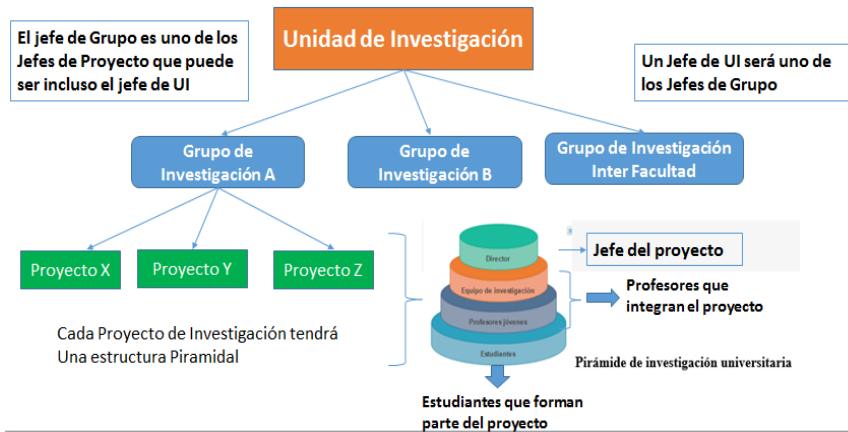 El jefe de Grupo es uno de los
Jefes de Proyecto que puede
ser incluso el jefe de UI
Unidad de Investigación
Un Jefe de UI será uno de
los Jefes de Grupo
Grupo de
Investigación A
Grupo de
Investigación B
Grupo de Investigación
Inter Facultad
Proyecto X
Proyecto Y
Proyecto Z
Director
Equipo de investigación
Profesores jóvenes
Estudiantes
Jefe del proyecto
Profesores que
integran el proyecto
Cada Proyecto de Investigación tendrá
Una estructura Piramidal
Pirámide de investigación universitaria
Estudiantes que forman
parte del proyecto